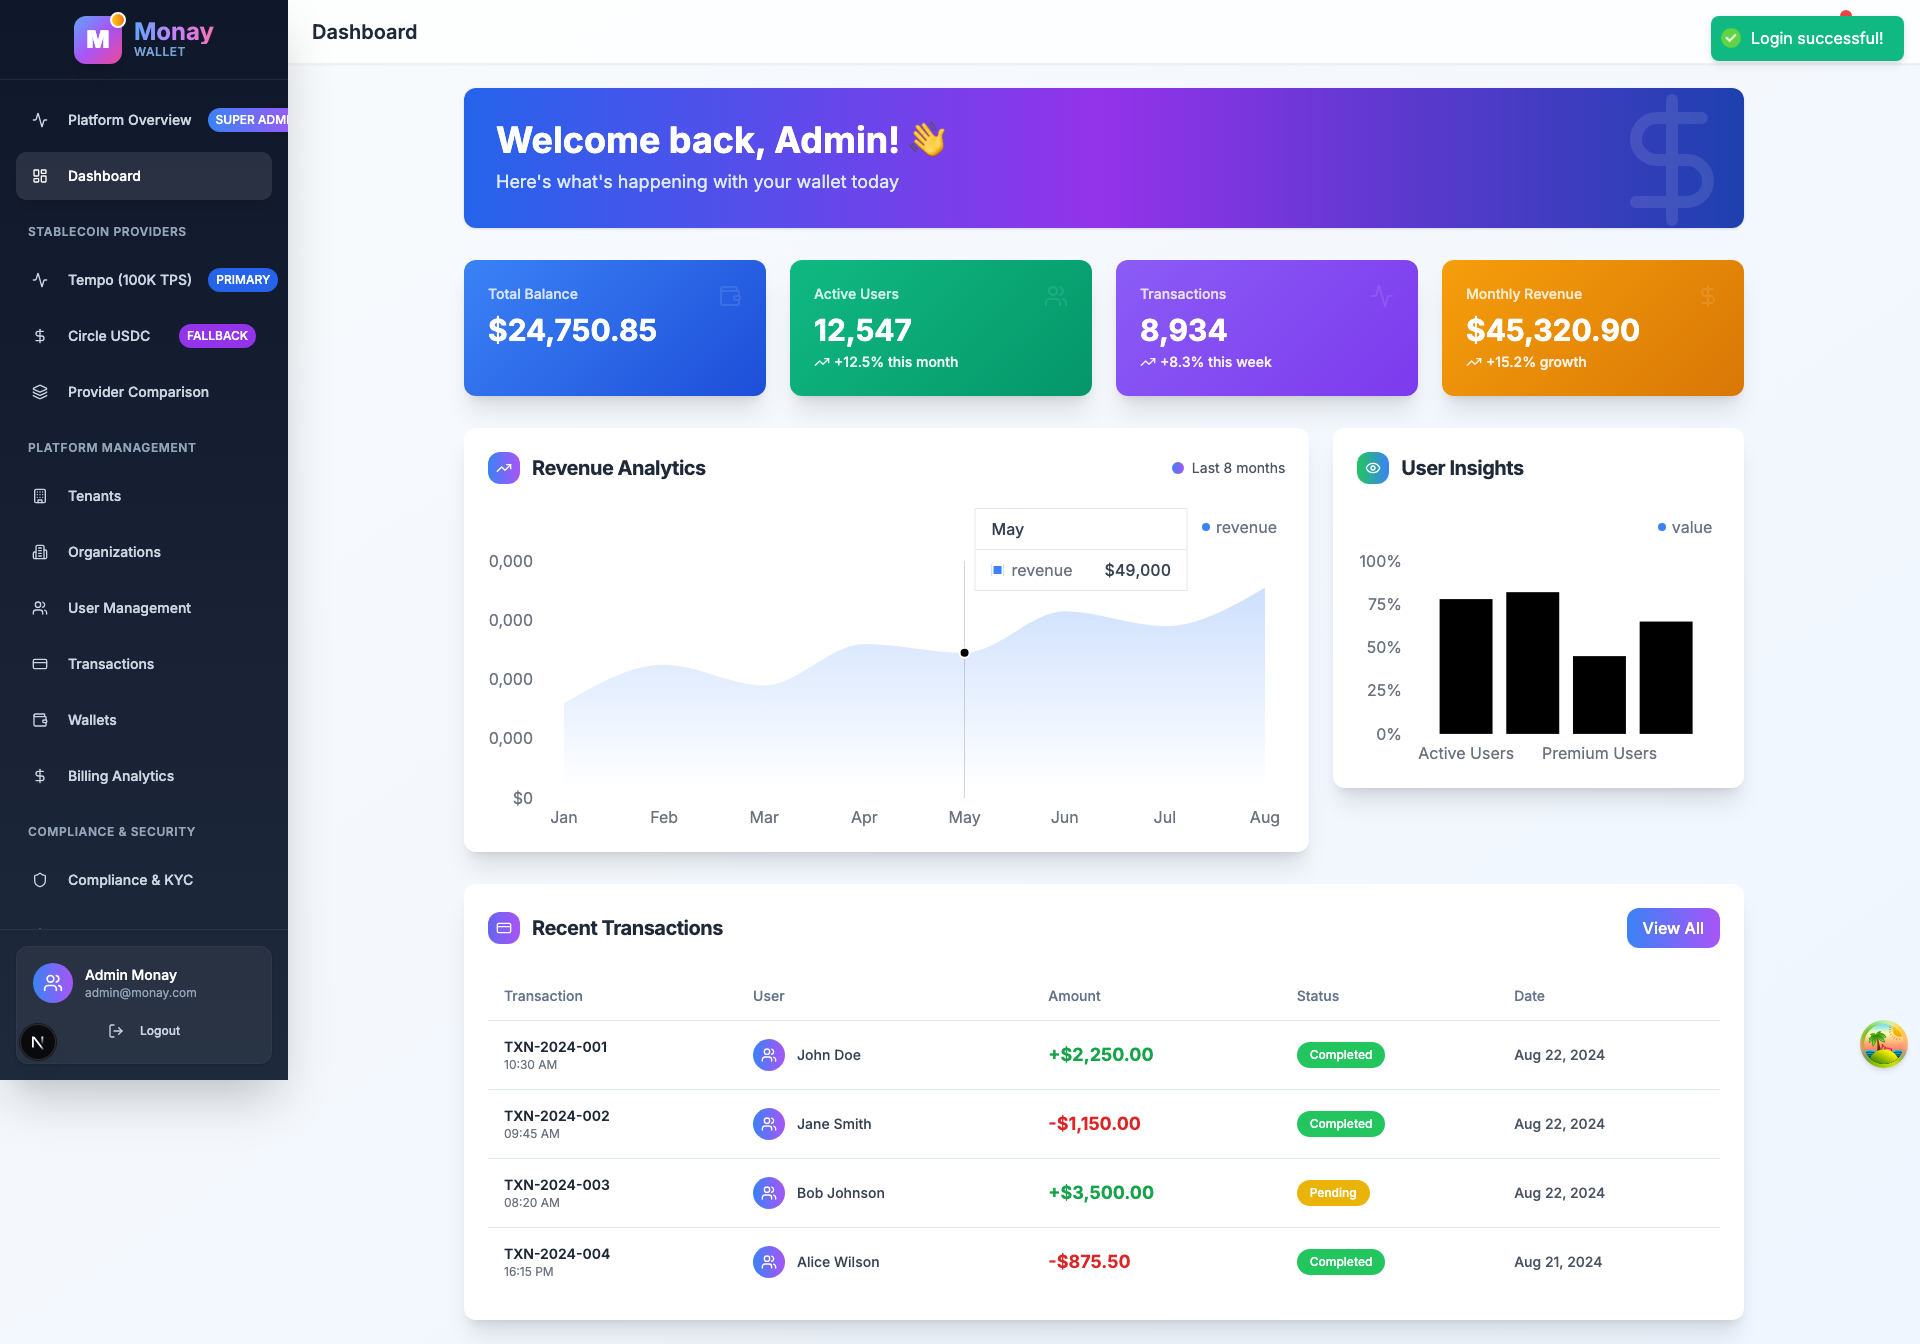 M
Monay
WALLET
Platform Overview
SUPER ADMI
Dashboard
STABLECOIN PROVIDERS
Tempo (100K TPS)
PRIMARY
Circle USDC
FALLBACK
Provider Comparison
PLATFORM MANAGEMENT
Tenants
Organizations
User Management
Transactions
Wallets
Billing Analytics
COMPLIANCE & SECURITY
Compliance & KYC
Admin Monay
admin@monay.com
Logout
N
Dashboard
Login successful!
Welcome back, Admin! 👋
Here's what's happening with your wallet today
$
Total Balance
$24,750.85
Active Users
12,547
+12.5% this month
Transactions
8,934
+8.3% this week
Monthly Revenue
$45,320.90
+15.2% growth
Revenue Analytics
Last 8 months
May
revenue $49,000
revenue
0,000
0,000
0,000
0,000
$0
Jan Feb Mar Apr May Jun Jul Aug
User Insights
value
100%
75%
50%
25%
0%
Active Users Premium Users
Recent Transactions
View All
Transaction User Amount Status Date
TXN-2024-001
10:30 AM
John Doe
+$2,250.00
Completed
Aug 22, 2024
TXN-2024-002
09:45 AM
Jane Smith
-$1,150.00
Completed
Aug 22, 2024
TXN-2024-003
08:20 AM
Bob Johnson
+$3,500.00
Pending
Aug 22, 2024
TXN-2024-004
16:15 PM
Alice Wilson
-$875.50
Completed
Aug 21, 2024